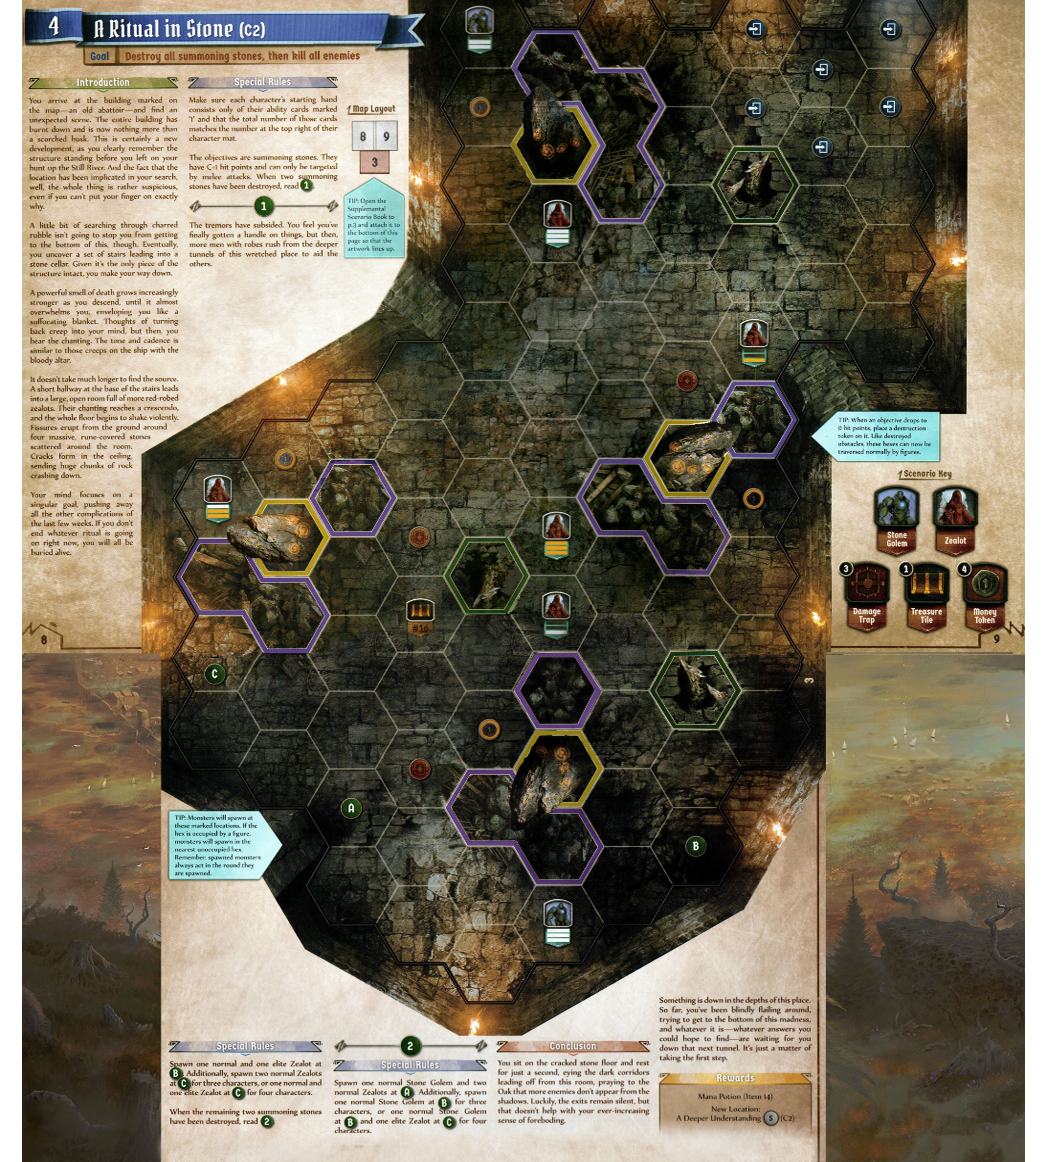 4
A Ritual in Stone (C2)
Goal
Destroy all summoning stones, then kill all enemies
Introduction
You arrive at the building marked on
the map—an old abattoir—and find an
unexpected scene. The entire building has
burnt down and is now nothing more than
a scorched husk. This is certainly a new
development, as you clearly remember the
structure standing before you left on your
hunt up the Still River. And the fact that the
location has been implicated in your search,
well, the whole thing is rather suspicious,
even if you can't put your finger on exactly
why.
A little bit of searching through charred
rubble isn't going to stop you from getting
to the bottom of this, though. Eventually,
you uncover a set of stairs leading into a
stone cellar. Given it's the only piece of the
structure intact, you make your way down.
A powerful smell of death grows increasingly
stronger as you descend, until it almost
overwhelms you, enveloping you like a
suffocating blanket. Thoughts of turning
back creep into your mind, but then, you
hear the chanting. The tone and cadence is
similar to those creeps on the ship with the
bloody altar.
It doesn't take much longer to find the source.
A short hallway at the base of the stairs leads
into a large, open room full of more red-robed
zealots. Their chanting reaches a crescendo,
and the whole floor begins to shake violently.
Fissures erupt from the ground around
four massive, rune-covered stones
scattered around the room.
Cracks form in the ceiling,
sending huge chunks of rock
crashing down.
Your mind focuses on a
singular goal, pushing away
all the other complications of
the last few weeks. If you don't
end whatever ritual is going
on right now, you will all be
buried alive.
8
Special Rules
Make sure each character's starting hand
consists only of their ability cards marked
'1' and that the total number of those cards
matches the number at the top right of their
character mat.
The objectives are summoning stones. They
have C+1 hit points and can only be targeted
by melee attacks. When two summoning
stones have been destroyed, read 1.
1
The tremors have subsided. You feel you've
finally gotten a handle on things, but then,
more men with robes rush from the deeper
tunnels of this wretched place to aid the
others.
Map Layout
8 9
3
TIP: Open the
Supplemental
Scenario Book to
p.3 and attach it to
the bottom of this
page so that the
artwork lines up.
1
TIP: When an objective drops to
0 hit points, place a destruction
token on it. Like destroyed
obstacles, these hexes can now be
traversed normally by figures.
Scenario Key
Stone
Golem
Zealot
3
Damage
Trap
1
Treasure
Tile
4
Money
Token
9
1
1
#16
C
3
1
A
B
TIP: Monsters will spawn at
these marked locations. If the
hex is occupied by a figure,
monsters will spawn in the
nearest unoccupied hex.
Remember, spawned monsters
always act in the round they
are spawned.
Special Rules
Spawn one normal and one elite Zealot at
B. Additionally, spawn two normal Zealots
at C for three characters, or one normal and
one elite Zealot at C for four characters.
When the remaining two summoning stones
have been destroyed, read 2.
2
Special Rules
Spawn one normal Stone Golem and two
normal Zealots at A. Additionally, spawn
one normal Stone Golem at B for three
characters, or one normal Stone Golem
at B and one elite Zealot at C for four
characters.
Conclusion
You sit on the cracked stone floor and rest
for just a second, eying the dark corridors
leading off from this room, praying to the
Oak that more enemies don't appear from the
shadows. Luckily, the exits remain silent, but
that doesn't help with your ever-increasing
sense of foreboding.
Something is down in the depths of this place.
So far, you've been blindly flailing around,
trying to get to the bottom of this madness,
and whatever it is—whatever answers you
could hope to find—are waiting for you
down that next tunnel. It's just a matter of
taking the first step.
Rewards
Mana Potion (Item 14)
New Location:
A Deeper Understanding 5 (C2)